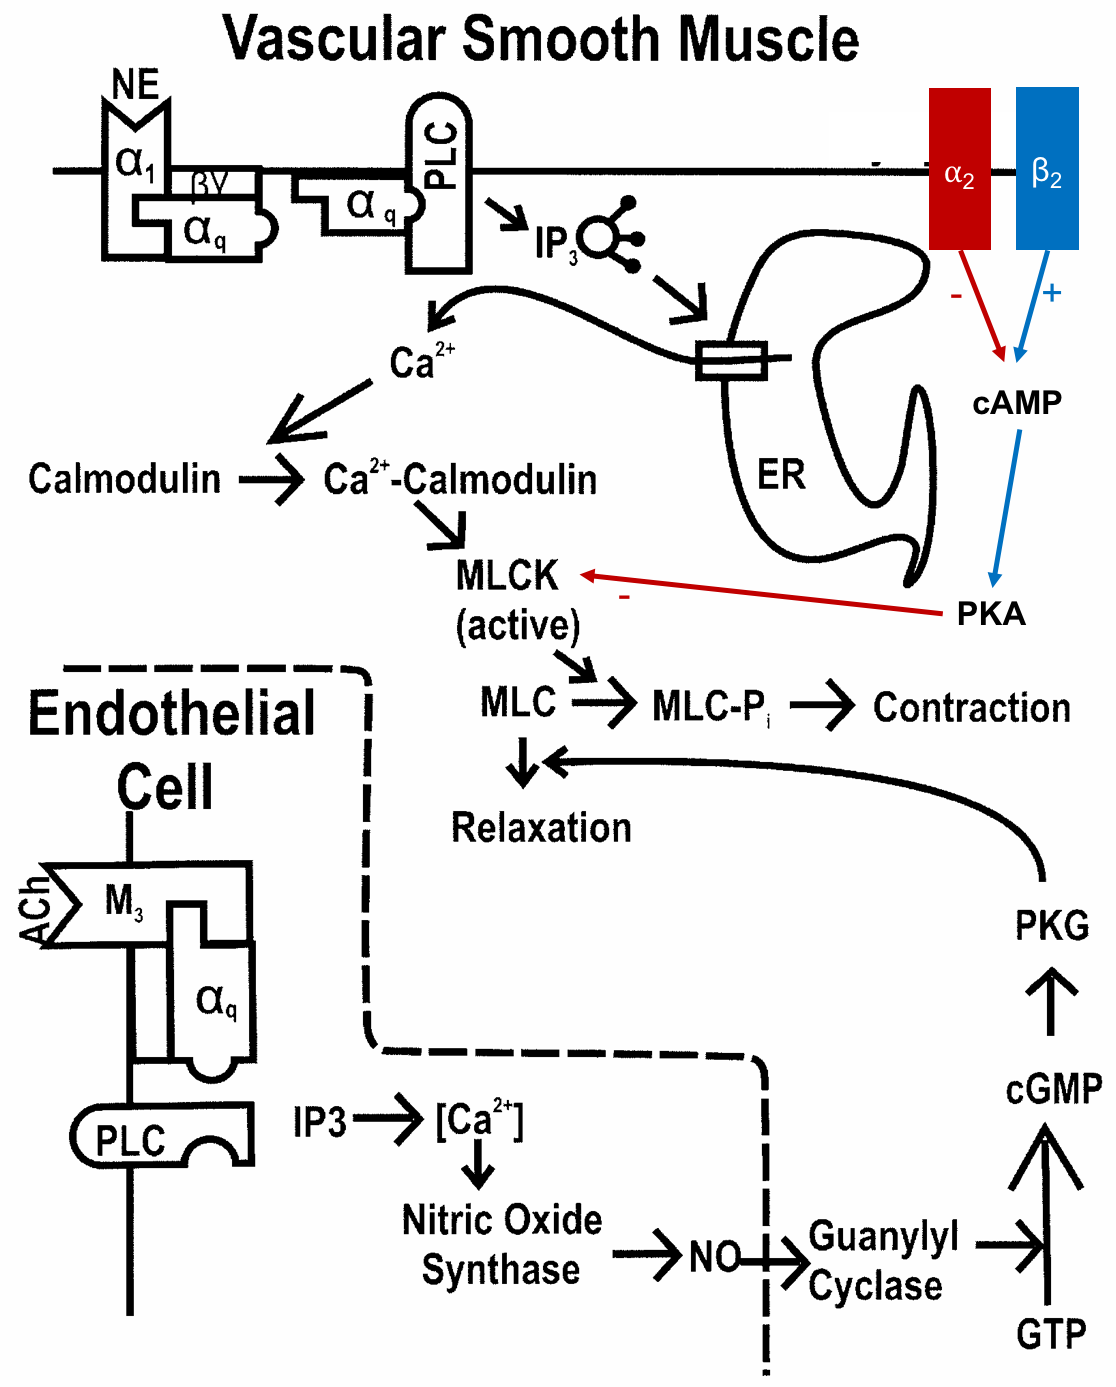 Vascular Smooth Muscle
NE
α1
βγ
αq
αq
PLC
IP3
α2
β2
-
+
Ca2+
cAMP
Calmodulin
Ca2+-Calmodulin
ER
MLCK
(active)
-
PKA
MLC
MLC-Pi
Contraction
Relaxation
Endothelial
Cell
ACh
M3
αq
PLC
IP3
[Ca2+]
Nitric Oxide
Synthase
NO
Guanylyl
Cyclase
GTP
cGMP
PKG